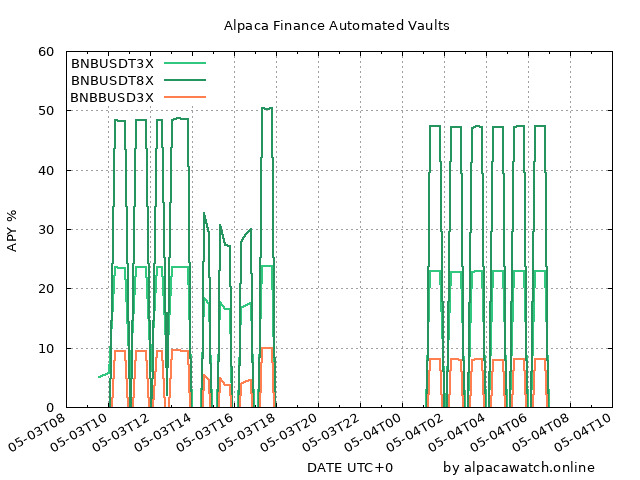 Alpaca Finance Automated Vaults
60
50
40
30
20
10
0
APY %
BNBUSDT3X
BNBUSDT8X
BNBBUSD3X
05-03T08
05-03T10
05-03T12
05-03T14
05-03T16
05-03T18
05-03T20
05-03T22
05-04T00
05-04T02
05-04T04
05-04T06
05-04T08
05-04T10
DATE UTC+0
by alpacawatch.online